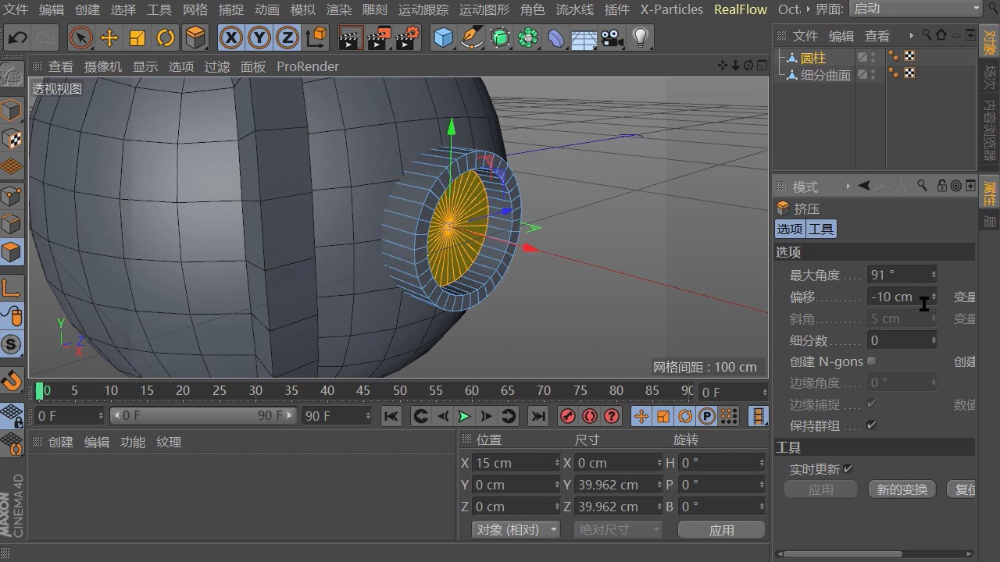 文件 编辑 创建 选择 工具 网格 捕捉 动画 模拟 渲染 雕刻 运动跟踪 运动图形 角色 流水线 插件 X-Particles RealFlow Oct 界面: 启动
X Y Z
文件 编辑 查看
圆柱
细分曲面
对象
场次
内容浏览器
查看 摄像机 显示 选项 过滤 面板 ProRender
透视视图
Y
Z
X
网格间距 : 100 cm
模式
属性
层
挤压
选项 工具
选项
最大角度 .... 91 °
偏移........ -10 cm 变量
斜角........ 5 cm 变量
细分数....... 0
创建 N-gons 创建
边缘角度 .... 0 °
边缘捕捉 .... 数值
保持群组 ....
工具
实时更新
应用 新的变换 复位
0 5 10 15 20 25 30 35 40 45 50 55 60 65 70 75 80 85 90 0 F
0 F 0 F 90 F 90 F
P
S
创建 编辑 功能 纹理
位置 尺寸 旋转
X 15 cm X 0 cm H 0 °
Y 0 cm Y 39.962 cm P 0 °
Z 0 cm Z 39.962 cm B 0 °
对象 (相对) 绝对尺寸 应用
MAXON
CINEMA 4D